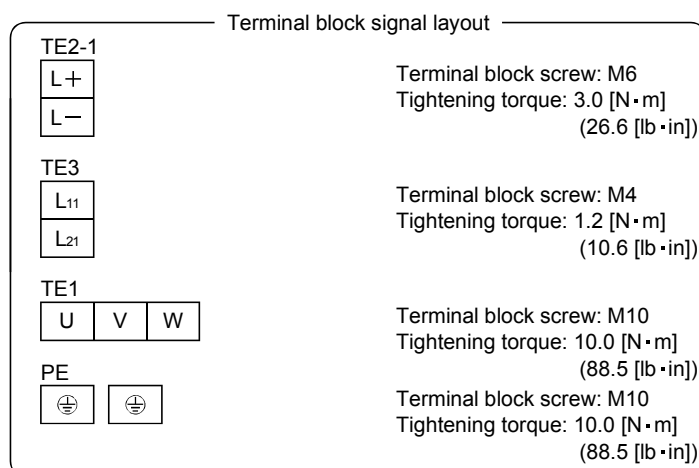 Terminal block signal layout
TE2-1
L+
L−
Terminal block screw: M6
Tightening torque: 3.0 [N▪m]
(26.6 [lb▪in])
TE3
L11
L21
Terminal block screw: M4
Tightening torque: 1.2 [N▪m]
(10.6 [lb▪in])
TE1
U V W
Terminal block screw: M10
Tightening torque: 10.0 [N▪m]
(88.5 [lb▪in])
PE
Terminal block screw: M10
Tightening torque: 10.0 [N▪m]
(88.5 [lb▪in])